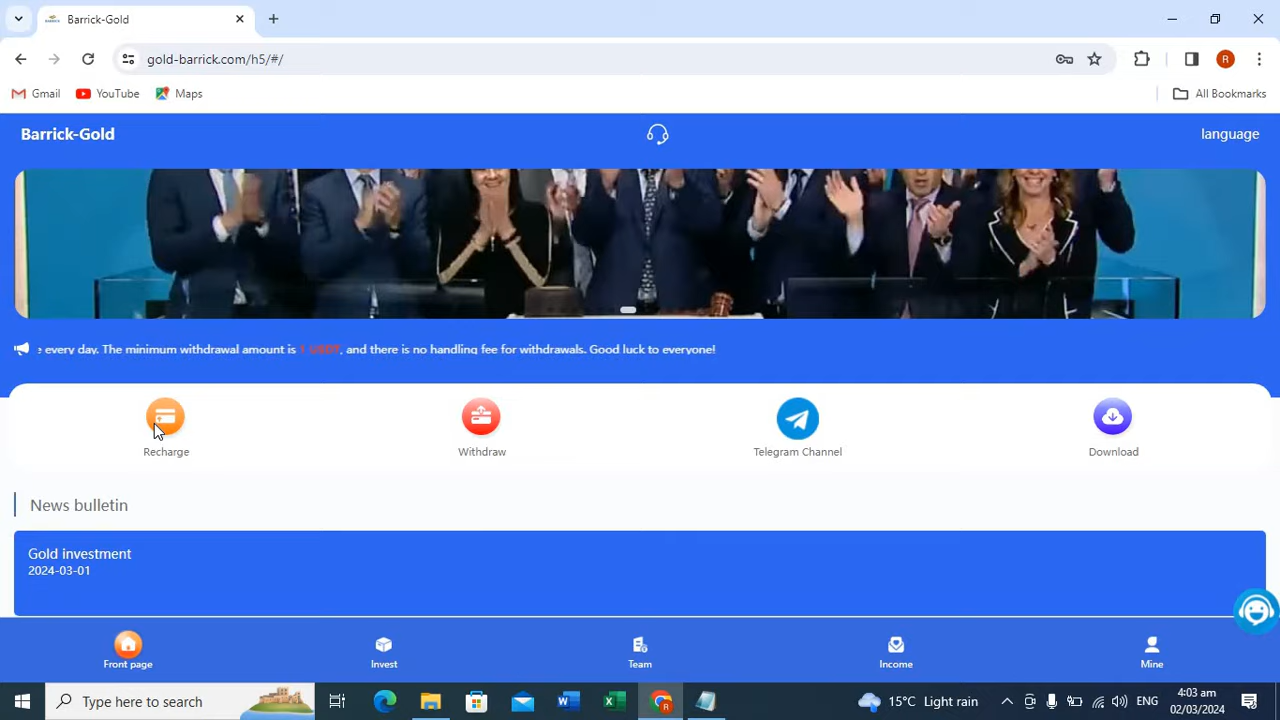 Barrick-Gold
gold-barrick.com/h5/#/
Gmail YouTube Maps All Bookmarks
Barrick-Gold language
every day. The minimum withdrawal amount is 1 USDT, and there is no handling fee for withdrawals. Good luck to everyone!
Recharge Withdraw Telegram Channel Download
News bulletin
Gold investment
2024-03-01
Front page Invest Team Income Mine
Type here to search 15°C Light rain ENG 4:03 am
02/03/2024